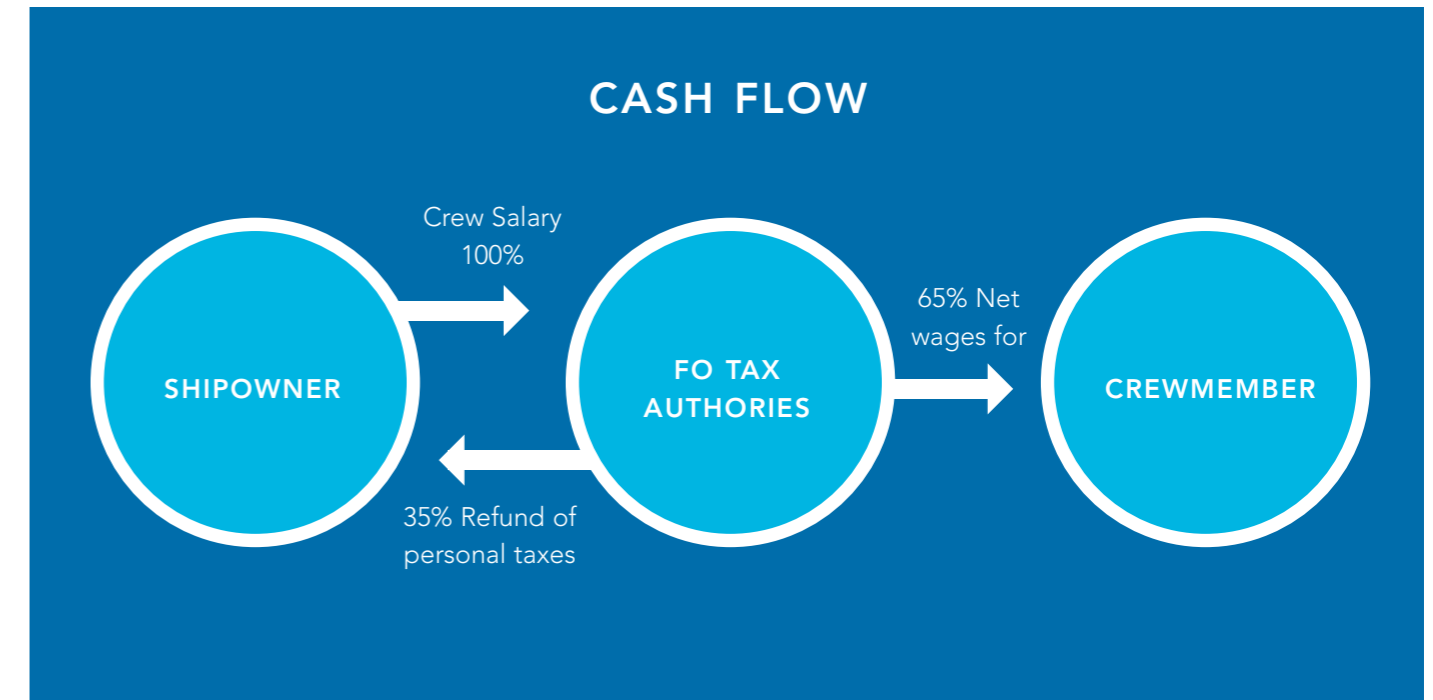 CASH FLOW
Crew Salary
100%
SHIPOWNER
35% Refund of
personal taxes
FO TAX
AUTHORIES
65% Net
wages for
CREWMEMBER